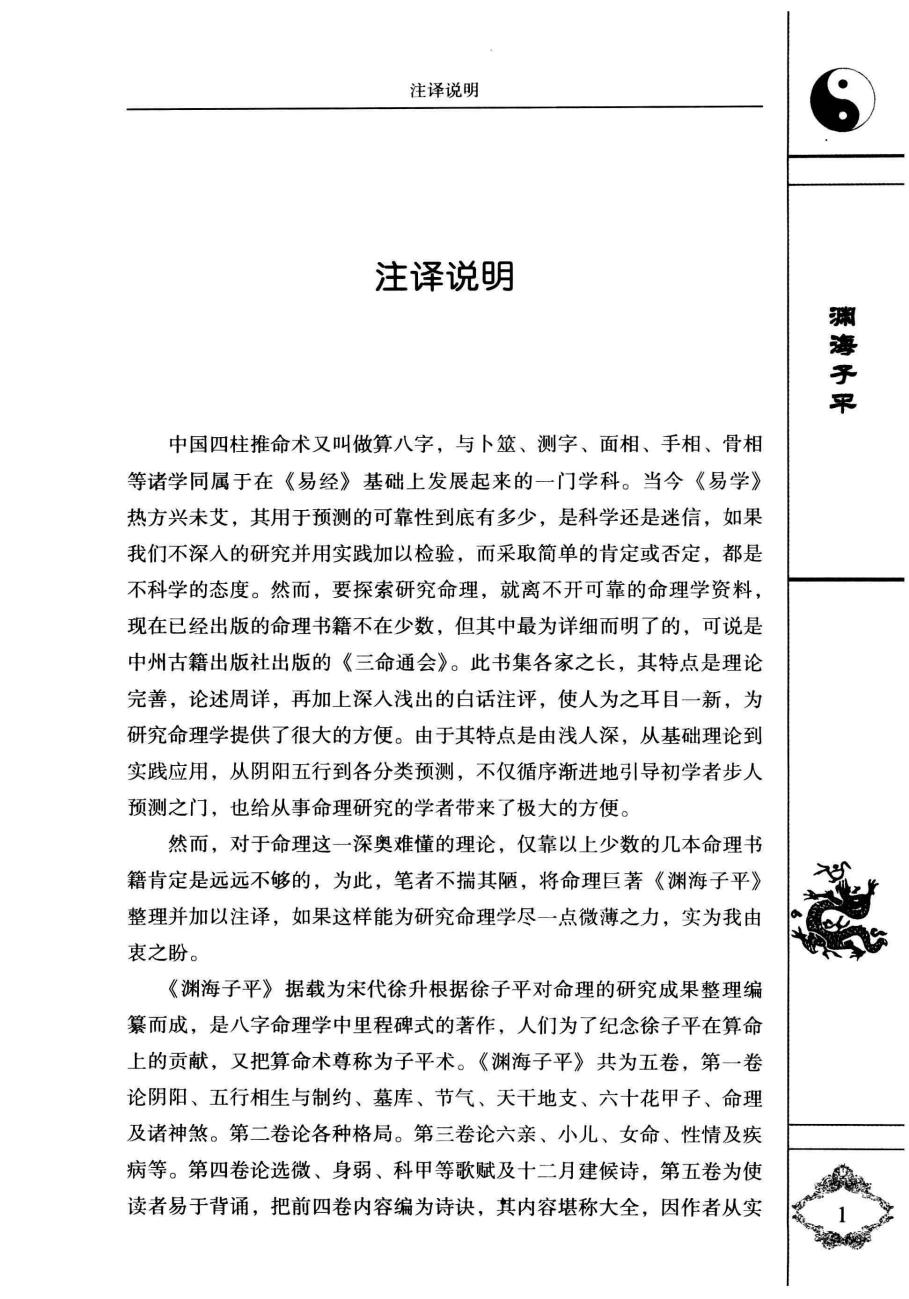 注译说明
注译说明
中国四柱推命术又叫做算八字，与卜筮、测字、面相、手相、骨相
等诸学同属于在《易经》基础上发展起来的一门学科。当今《易学》
热方兴未艾，其用于预测的可靠性到底有多少，是科学还是迷信，如果
我们不深入的研究并用实践加以检验，而采取简单的肯定或否定，都是
不科学的态度。然而，要探索研究命理，就离不开可靠的命理学资料，
现在已经出版的命理书籍不在少数，但其中最为详细而明了的，可说是
中州古籍出版社出版的《三命通会》。此书集各家之长，其特点是理论
完善，论述周详，再加上深入浅出的白话注评，使人为之耳目一新，为
研究命理学提供了很大的方便。由于其特点是由浅人深，从基础理论到
实践应用，从阴阳五行到各分类预测，不仅循序渐进地引导初学者步人
预测之门，也给从事命理研究的学者带来了极大的方便。
然而，对于命理这一深奥难懂的理论，仅靠以上少数的几本命理书
籍肯定是远远不够的，为此，笔者不揣其陋，将命理巨著《渊海子平》
整理并加以注译，如果这样能为研究命理学尽一点微薄之力，实为我由
衷之盼。
《渊海子平》据载为宋代徐升根据徐子平对命理的研究成果整理编
纂而成，是八字命理学中里程碑式的著作，人们为了纪念徐子平在算命
上的贡献，又把算命术尊称为子平术。《渊海子平》共为五卷，第一卷
论阴阳、五行相生与制约、墓库、节气、天干地支、六十花甲子、命理
及诸神煞。第二卷论各种格局。第三卷论六亲、小儿、女命、性情及疾
病等。第四卷论选微、身弱、科甲等歌赋及十二月建候诗，第五卷为使
读者易于背诵，把前四卷内容编为诗诀，其内容堪称大全，因作者从实
渊海子平
1